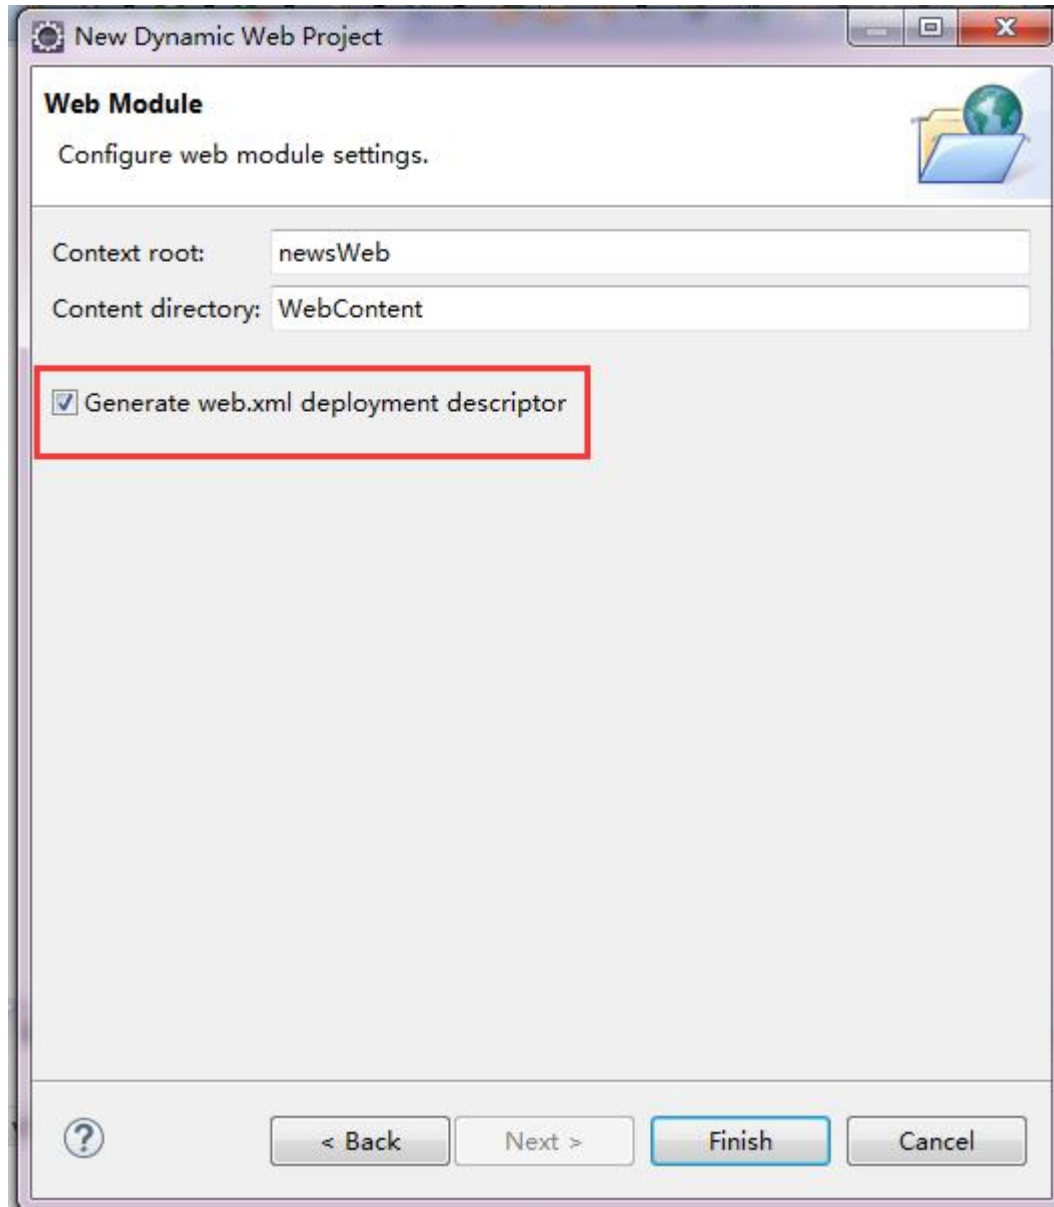 New Dynamic Web Project
Web Module
Configure web module settings.
Context root: newsWeb
Content directory: WebContent
Generate web.xml deployment descriptor
< Back Next > Finish Cancel